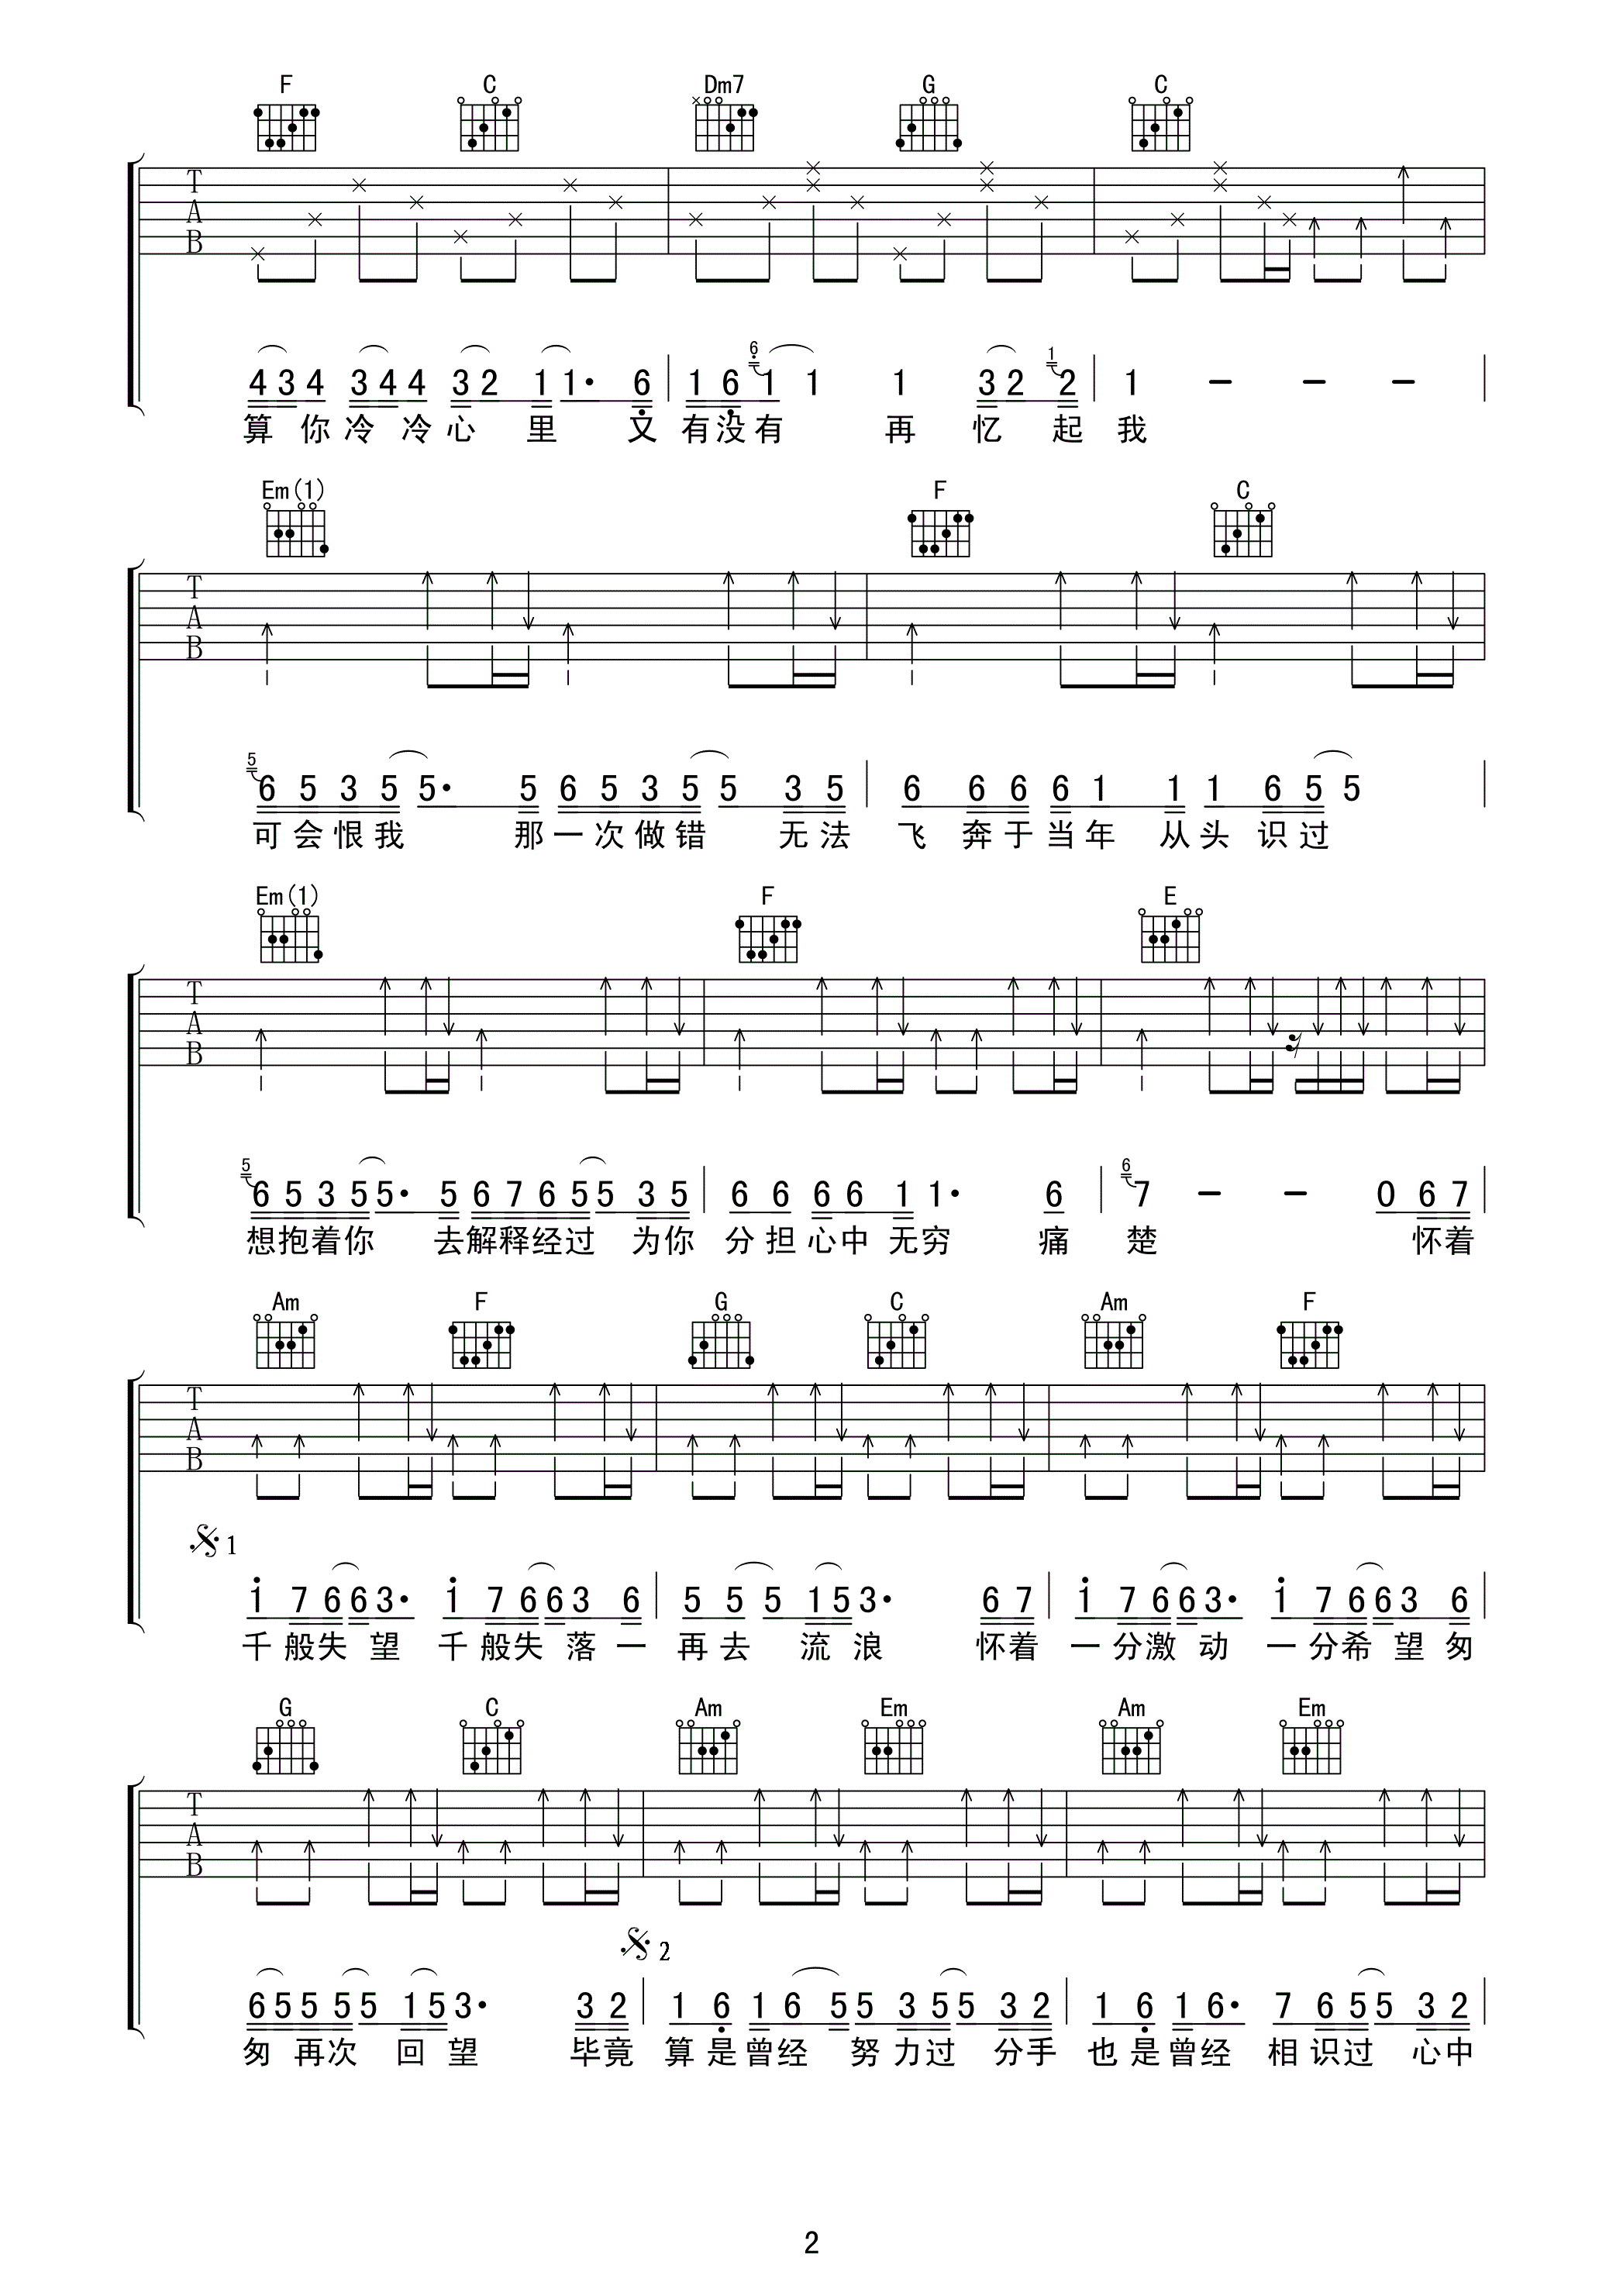 F C Dm7 G C
T
A
B
6 1
4 3 4 3 4 4 3 2 1 1· 6 1 6 1 1 1 3 2 2 1 - - -
算 你 冷 冷 心 里 又 有 没 有 再 忆 起 我
Em(1) F C
T
A
B
5
6 5 3 5 5· 5 6 5 3 5 5 3 5 6 6 6 6 1 1 1 6 5 5
可 会 恨 我 那 一 次 做 错 无 法 飞 奔 于 当 年 从 头 识 过
Em(1) F E
T
A
B
5 6
6 5 3 5 5· 5 6 7 6 5 5 3 5 6 6 6 6 1 1· 6 7 - - 0 6 7
想 抱 着 你 去 解 释 经 过 为 你 分 担 心 中 无 穷 痛 楚 怀 着
Am F G C Am F
T
A
B
1
1 7 6 6 3· 1 7 6 6 3 6 5 5 5 1 5 3· 6 7 1 7 6 6 3· 1 7 6 6 3 6
千 般 失 望 千 般 失 落 一 再 去 流 浪 怀 着 一 分 激 动 一 分 希 望 匆
G C Am Em Am Em
T
A
B
2
6 5 5 5 5 1 5 3· 3 2 1 6 1 6 5 5 3 5 5 3 2 1 6 1 6· 7 6 5 5 3 2
匆 再 次 回 望 毕 竟 算 是 曾 经 努 力 过 分 手 也 是 曾 经 相 识 过 心 中
2